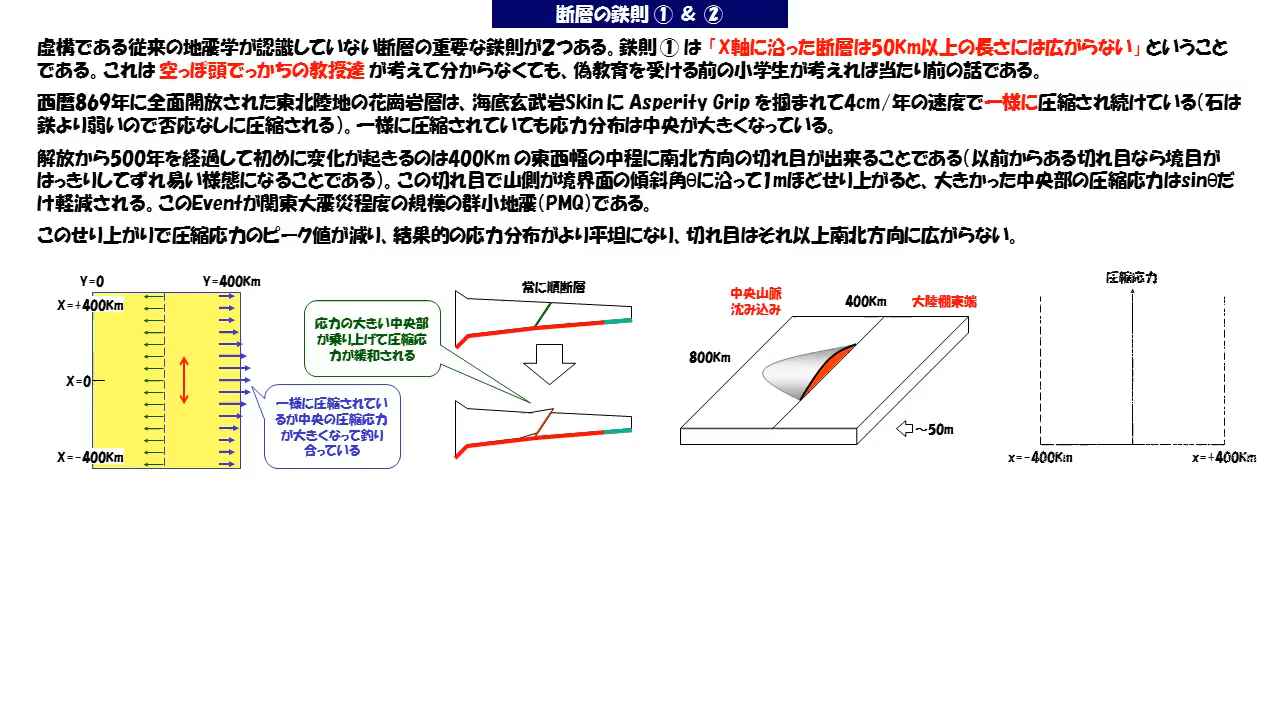 断層の鉄則 ① & ②
虚構である従来の地震学が認識していない断層の重要な鉄則が2つある。鉄則 ① は 「X軸に沿った断層は50Km以上の長さには広がらない」 ということ
である。これは 空っぽ頭でっかちの教授達 が考えて分からなくても、偽教育を受ける前の小学生が考えれば当たり前の話である。
西暦869年に全面開放された東北陸地の花崗岩層は、海底玄武岩Skin に Asperity Grip を掴まれて4cm/年の速度で一様に圧縮され続けている（石は
鉄より弱いので否応なしに圧縮される）。一様に圧縮されていても応力分布は中央が大きくなっている。
解放から500年を経過して初めに変化が起きるのは400Km の東西幅の中程に南北方向の切れ目が出来ることである（以前からある切れ目なら境目が
はっきりしてずれ易い様態になることである）。この切れ目で山側が境界面の傾斜角θに沿って1mほどせり上がると、大きかった中央部の圧縮応力はsinθだ
け軽減される。このEventが関東大震災程度の規模の群小地震（PMQ）である。
このせり上がりで圧縮応力のピーク値が減り、結果的の応力分布がより平坦になり、切れ目はそれ以上南北方向に広がらない。
Y=0
Y=400Km
X=+400Km
X=0
X=-400Km
応力の大きい中央部
が乗り上げて圧縮応
力が緩和される
一様に圧縮されてい
るが中央の圧縮応力
が大きくなって釣り
合っている
常に順断層
中央山脈
沈み込み
400Km
大陸棚東端
800Km
～50m
圧縮応力
x=-400Km
x=+400Km